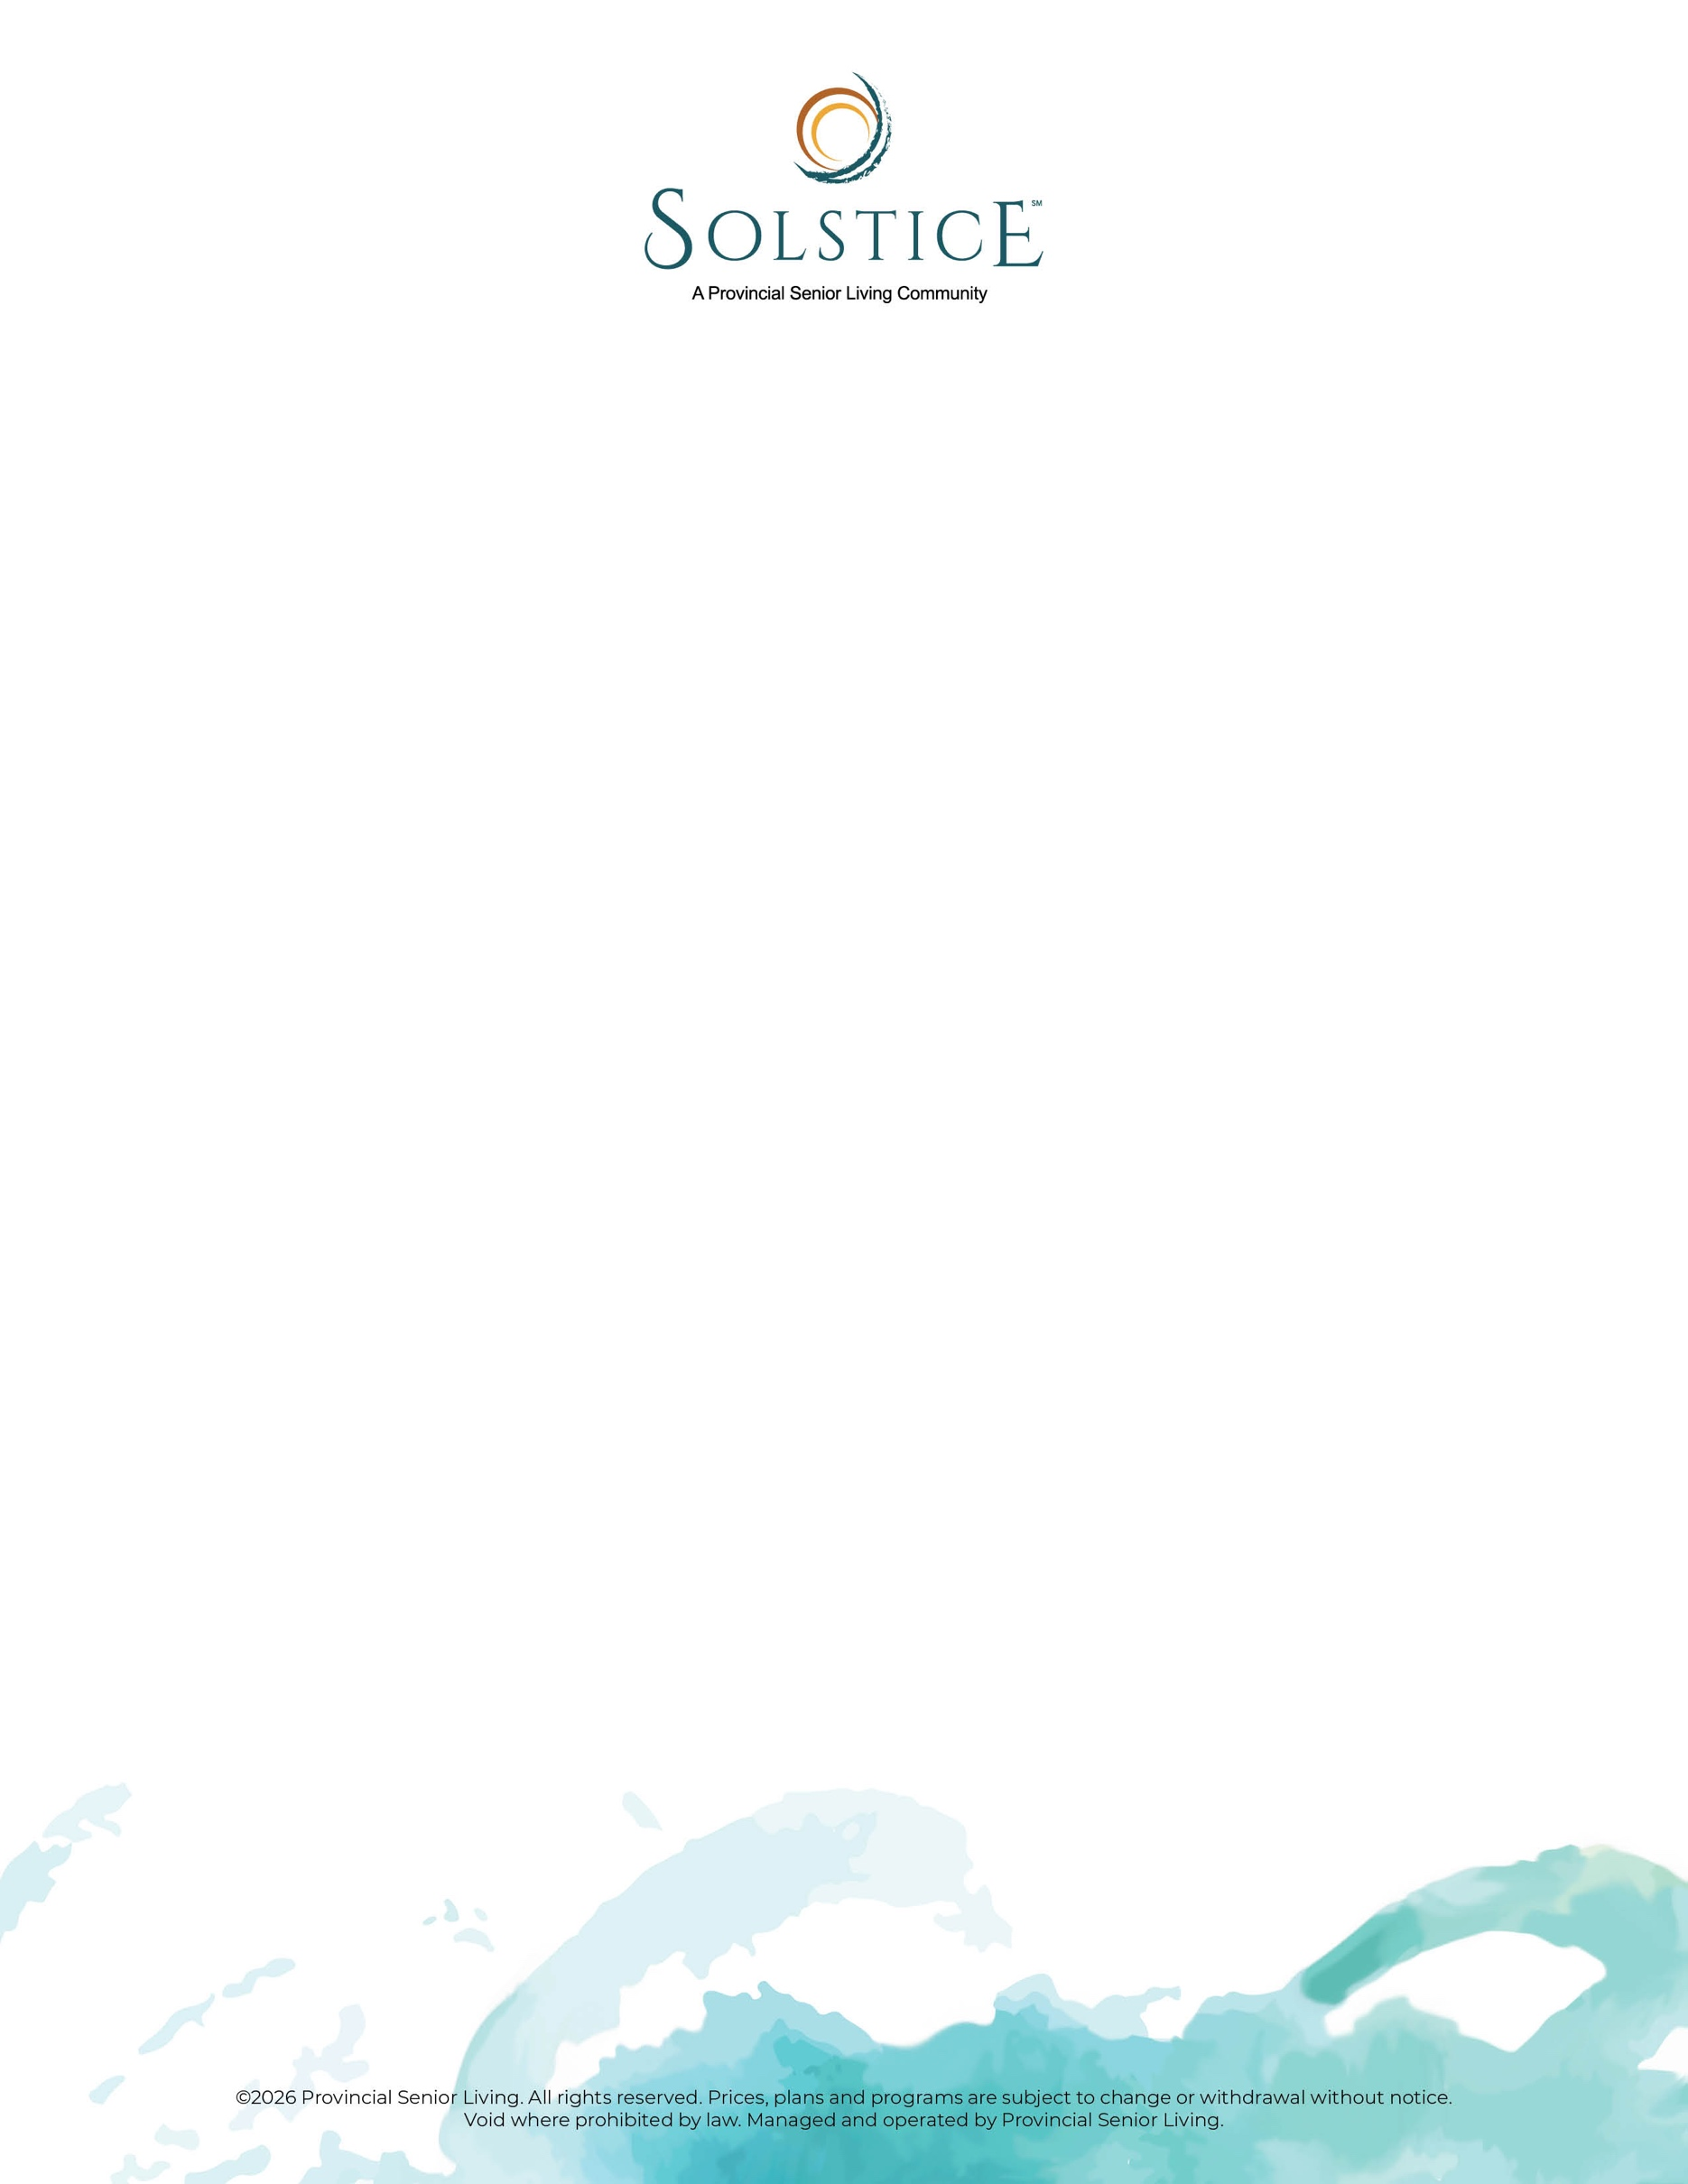 SOLSTICE℠
A Provincial Senior Living Community
©2026 Provincial Senior Living. All rights reserved. Prices, plans and programs are subject to change or withdrawal without notice.
Void where prohibited by law. Managed and operated by Provincial Senior Living.